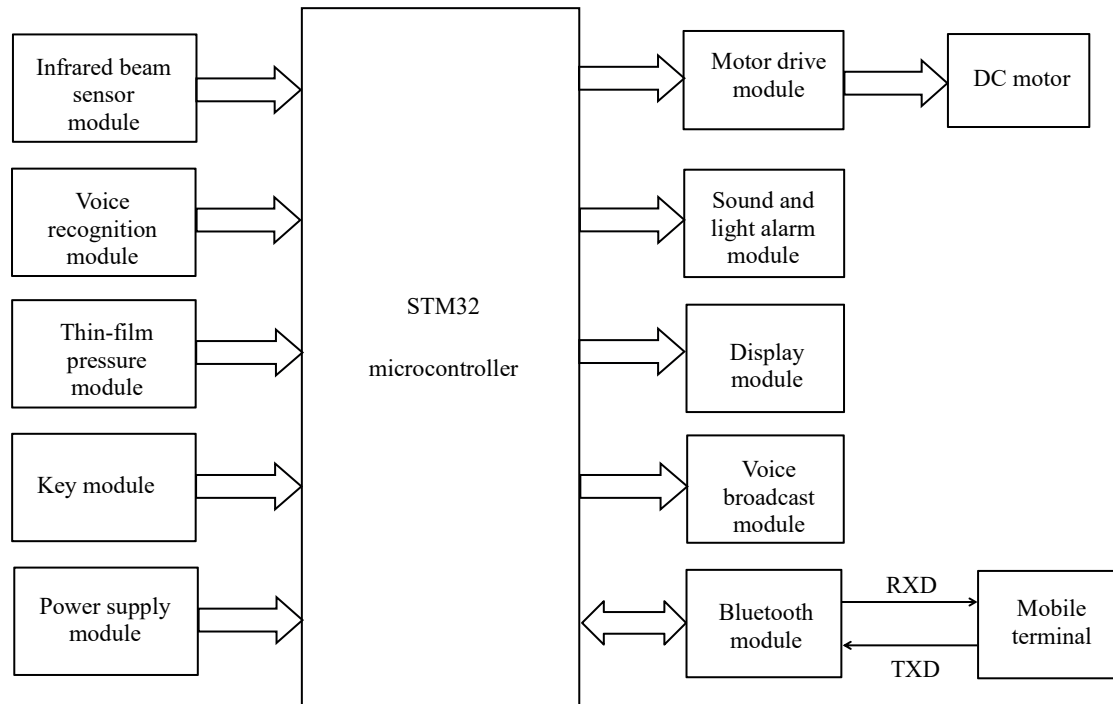 Infrared beam
sensor
module
Voice
recognition
module
Thin-film
pressure
module
Key module
Power supply
module
STM32
microcontroller
Motor drive
module
DC motor
Sound and
light alarm
module
Display
module
Voice
broadcast
module
Bluetooth
module
RXD
TXD
Mobile
terminal